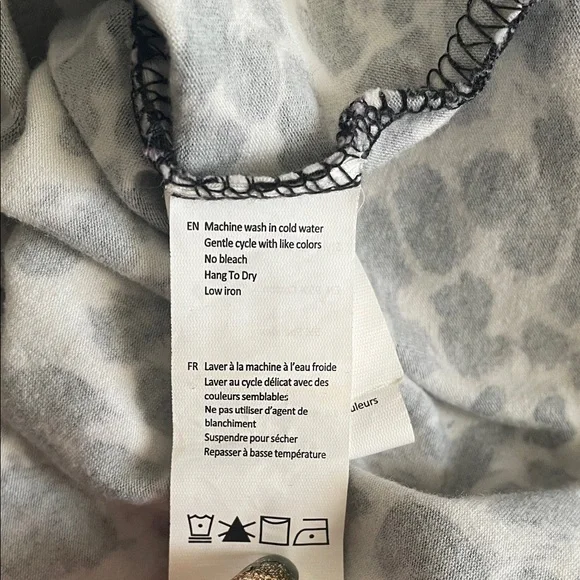 EN Machine wash in cold water
Gentle cycle with like colors
No bleach
Hang To Dry
Low iron
FR Laver à la machine à l'eau froide
Laver au cycle délicat avec des
couleurs semblables
Ne pas utiliser d'agent de
blanchiment
Suspendre pour sécher
Repasser à basse température
uleurs